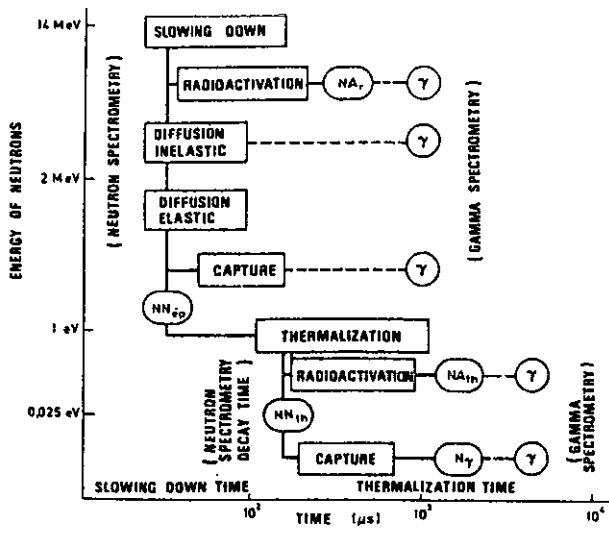 14 MeV
SLOWING DOWN
RADIOACTIVATION
NAr
γ
DIFFUSION
INELASTIC
γ
2 MeV
DIFFUSION
ELASTIC
CAPTURE
γ
NNép
1 eV
THERMALIZATION
RADIOACTIVATION
NAth
γ
NNth
0,025 eV
CAPTURE
Nγ
γ
ENERGY OF NEUTRONS
( NEUTRON SPECTROMETRY )
( GAMMA SPECTROMETRY )
( NEUTRON
SPECTROMETRY
DECAY TIME )
( GAMMA
SPECTROMETRY )
SLOWING DOWN TIME
THERMALIZATION TIME
10²
10³
10⁴
TIME (µs)